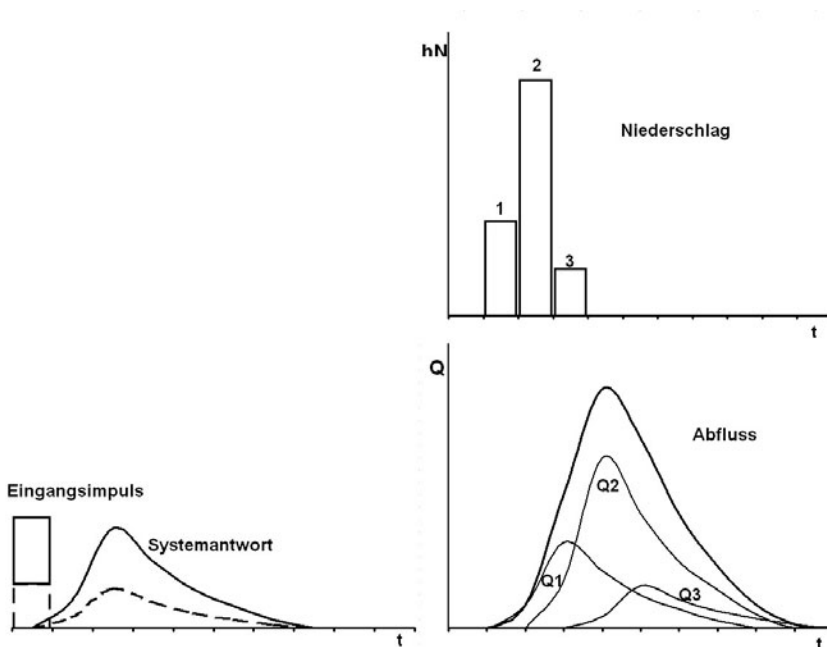 hN
2
Niederschlag
1
3
t
Q
Abfluss
Eingangsimpuls
Q2
Systemantwort
Q1
Q3
t
t